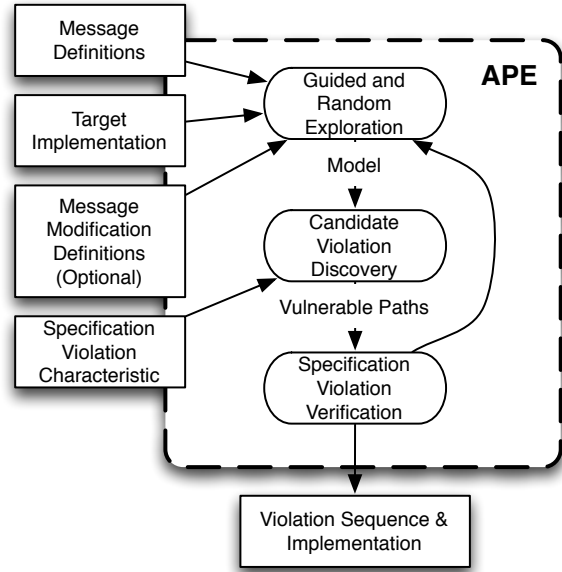 Message
Definitions
APE
Guided and
Random
Exploration
Target
Implementation
Model
Message
Modification
Definitions
(Optional)
Candidate
Violation
Discovery
Vulnerable Paths
Specification
Violation
Characteristic
Specification
Violation
Verification
Violation Sequence &
Implementation